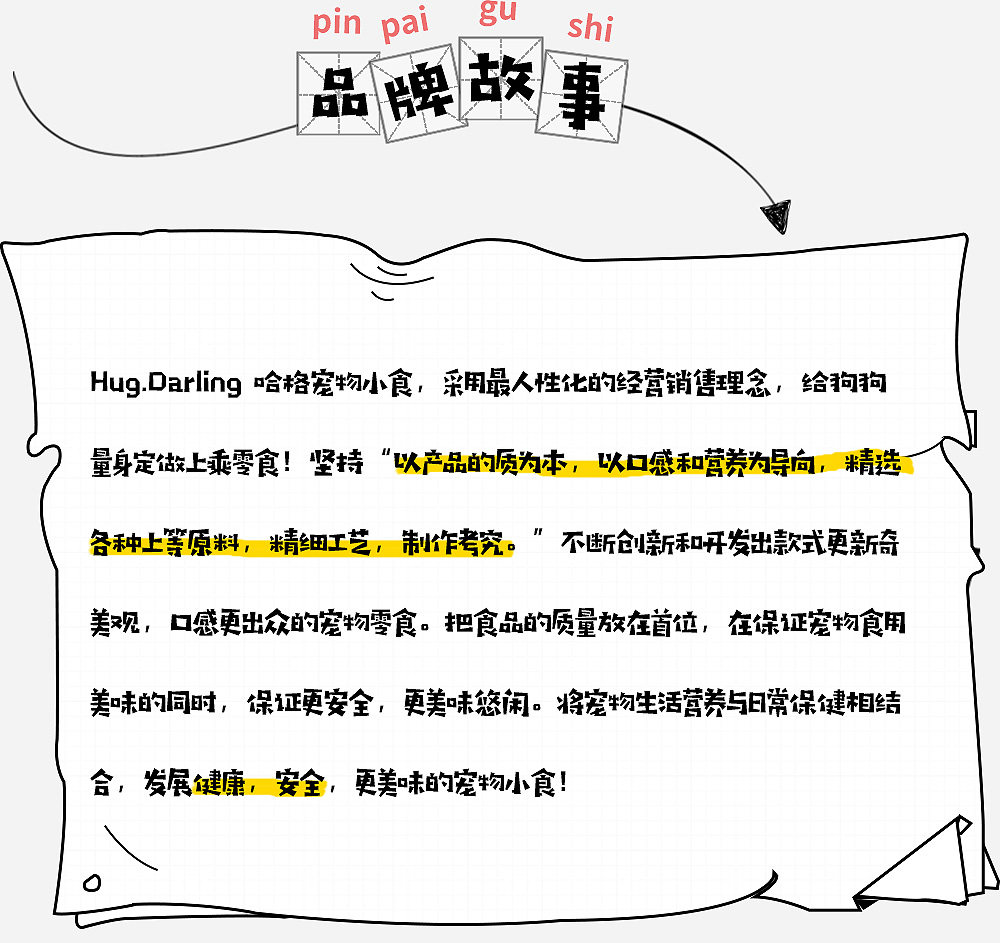 pin pai gu shi
品牌故事
Hug.Darling 哈格宠物小食，采用最人性化的经营销售理念，给狗狗
量身定做上乘零食！坚持“以产品的质为本，以口感和营养为导向，精选
各种上等原料，精细工艺，制作考究。”不断创新和开发出款式更新奇
美观，口感更出众的宠物零食。把食品的质量放在首位，在保证宠物食用
美味的同时，保证更安全，更美味悠闲。将宠物生活营养与日常保健相结
合，发展健康，安全，更美味的宠物小食！